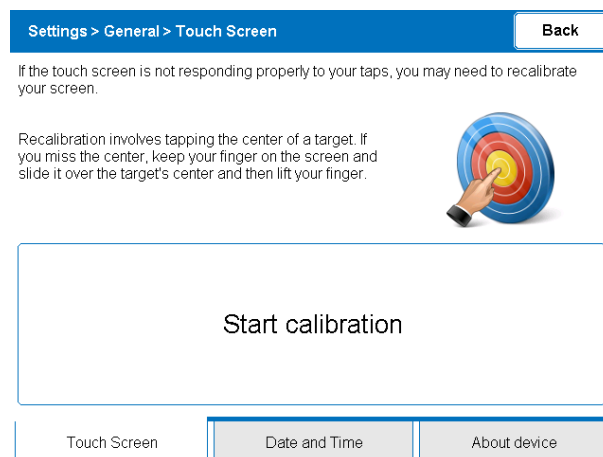 Settings > General > Touch Screen
Back
If the touch screen is not responding properly to your taps, you may need to recalibrate
your screen.
Recalibration involves tapping the center of a target. If
you miss the center, keep your finger on the screen and
slide it over the target's center and then lift your finger.
Start calibration
Touch Screen
Date and Time
About device